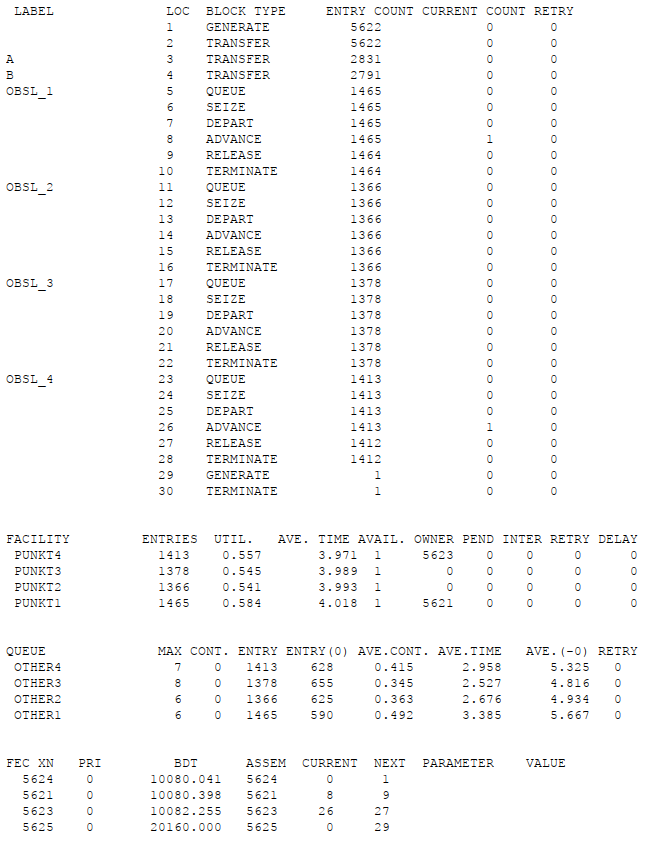 LABEL LOC BLOCK TYPE ENTRY COUNT CURRENT COUNT RETRY
1 GENERATE 5622 0 0
2 TRANSFER 5622 0 0
A 3 TRANSFER 2831 0 0
B 4 TRANSFER 2791 0 0
OBSL_1 5 QUEUE 1465 0 0
6 SEIZE 1465 0 0
7 DEPART 1465 0 0
8 ADVANCE 1465 1 0
9 RELEASE 1464 0 0
10 TERMINATE 1464 0 0
OBSL_2 11 QUEUE 1366 0 0
12 SEIZE 1366 0 0
13 DEPART 1366 0 0
14 ADVANCE 1366 0 0
15 RELEASE 1366 0 0
16 TERMINATE 1366 0 0
OBSL_3 17 QUEUE 1378 0 0
18 SEIZE 1378 0 0
19 DEPART 1378 0 0
20 ADVANCE 1378 0 0
21 RELEASE 1378 0 0
22 TERMINATE 1378 0 0
OBSL_4 23 QUEUE 1413 0 0
24 SEIZE 1413 0 0
25 DEPART 1413 0 0
26 ADVANCE 1413 1 0
27 RELEASE 1412 0 0
28 TERMINATE 1412 0 0
29 GENERATE 1 0 0
30 TERMINATE 1 0 0
FACILITY ENTRIES UTIL. AVE. TIME AVAIL. OWNER PEND INTER RETRY DELAY
PUNKT4 1413 0.557 3.971 1 5623 0 0 0 0
PUNKT3 1378 0.545 3.989 1 0 0 0 0 0
PUNKT2 1366 0.541 3.993 1 0 0 0 0 0
PUNKT1 1465 0.584 4.018 1 5621 0 0 0 0
QUEUE MAX CONT. ENTRY ENTRY(0) AVE.CONT. AVE.TIME AVE.(-0) RETRY
OTHER4 7 0 1413 628 0.415 2.958 5.325 0
OTHER3 8 0 1378 655 0.345 2.527 4.816 0
OTHER2 6 0 1366 625 0.363 2.676 4.934 0
OTHER1 6 0 1465 590 0.492 3.385 5.667 0
FEC XN PRI BDT ASSEM CURRENT NEXT PARAMETER VALUE
5624 0 10080.041 5624 0 1
5621 0 10080.398 5621 8 9
5623 0 10082.255 5623 26 27
5625 0 20160.000 5625 0 29